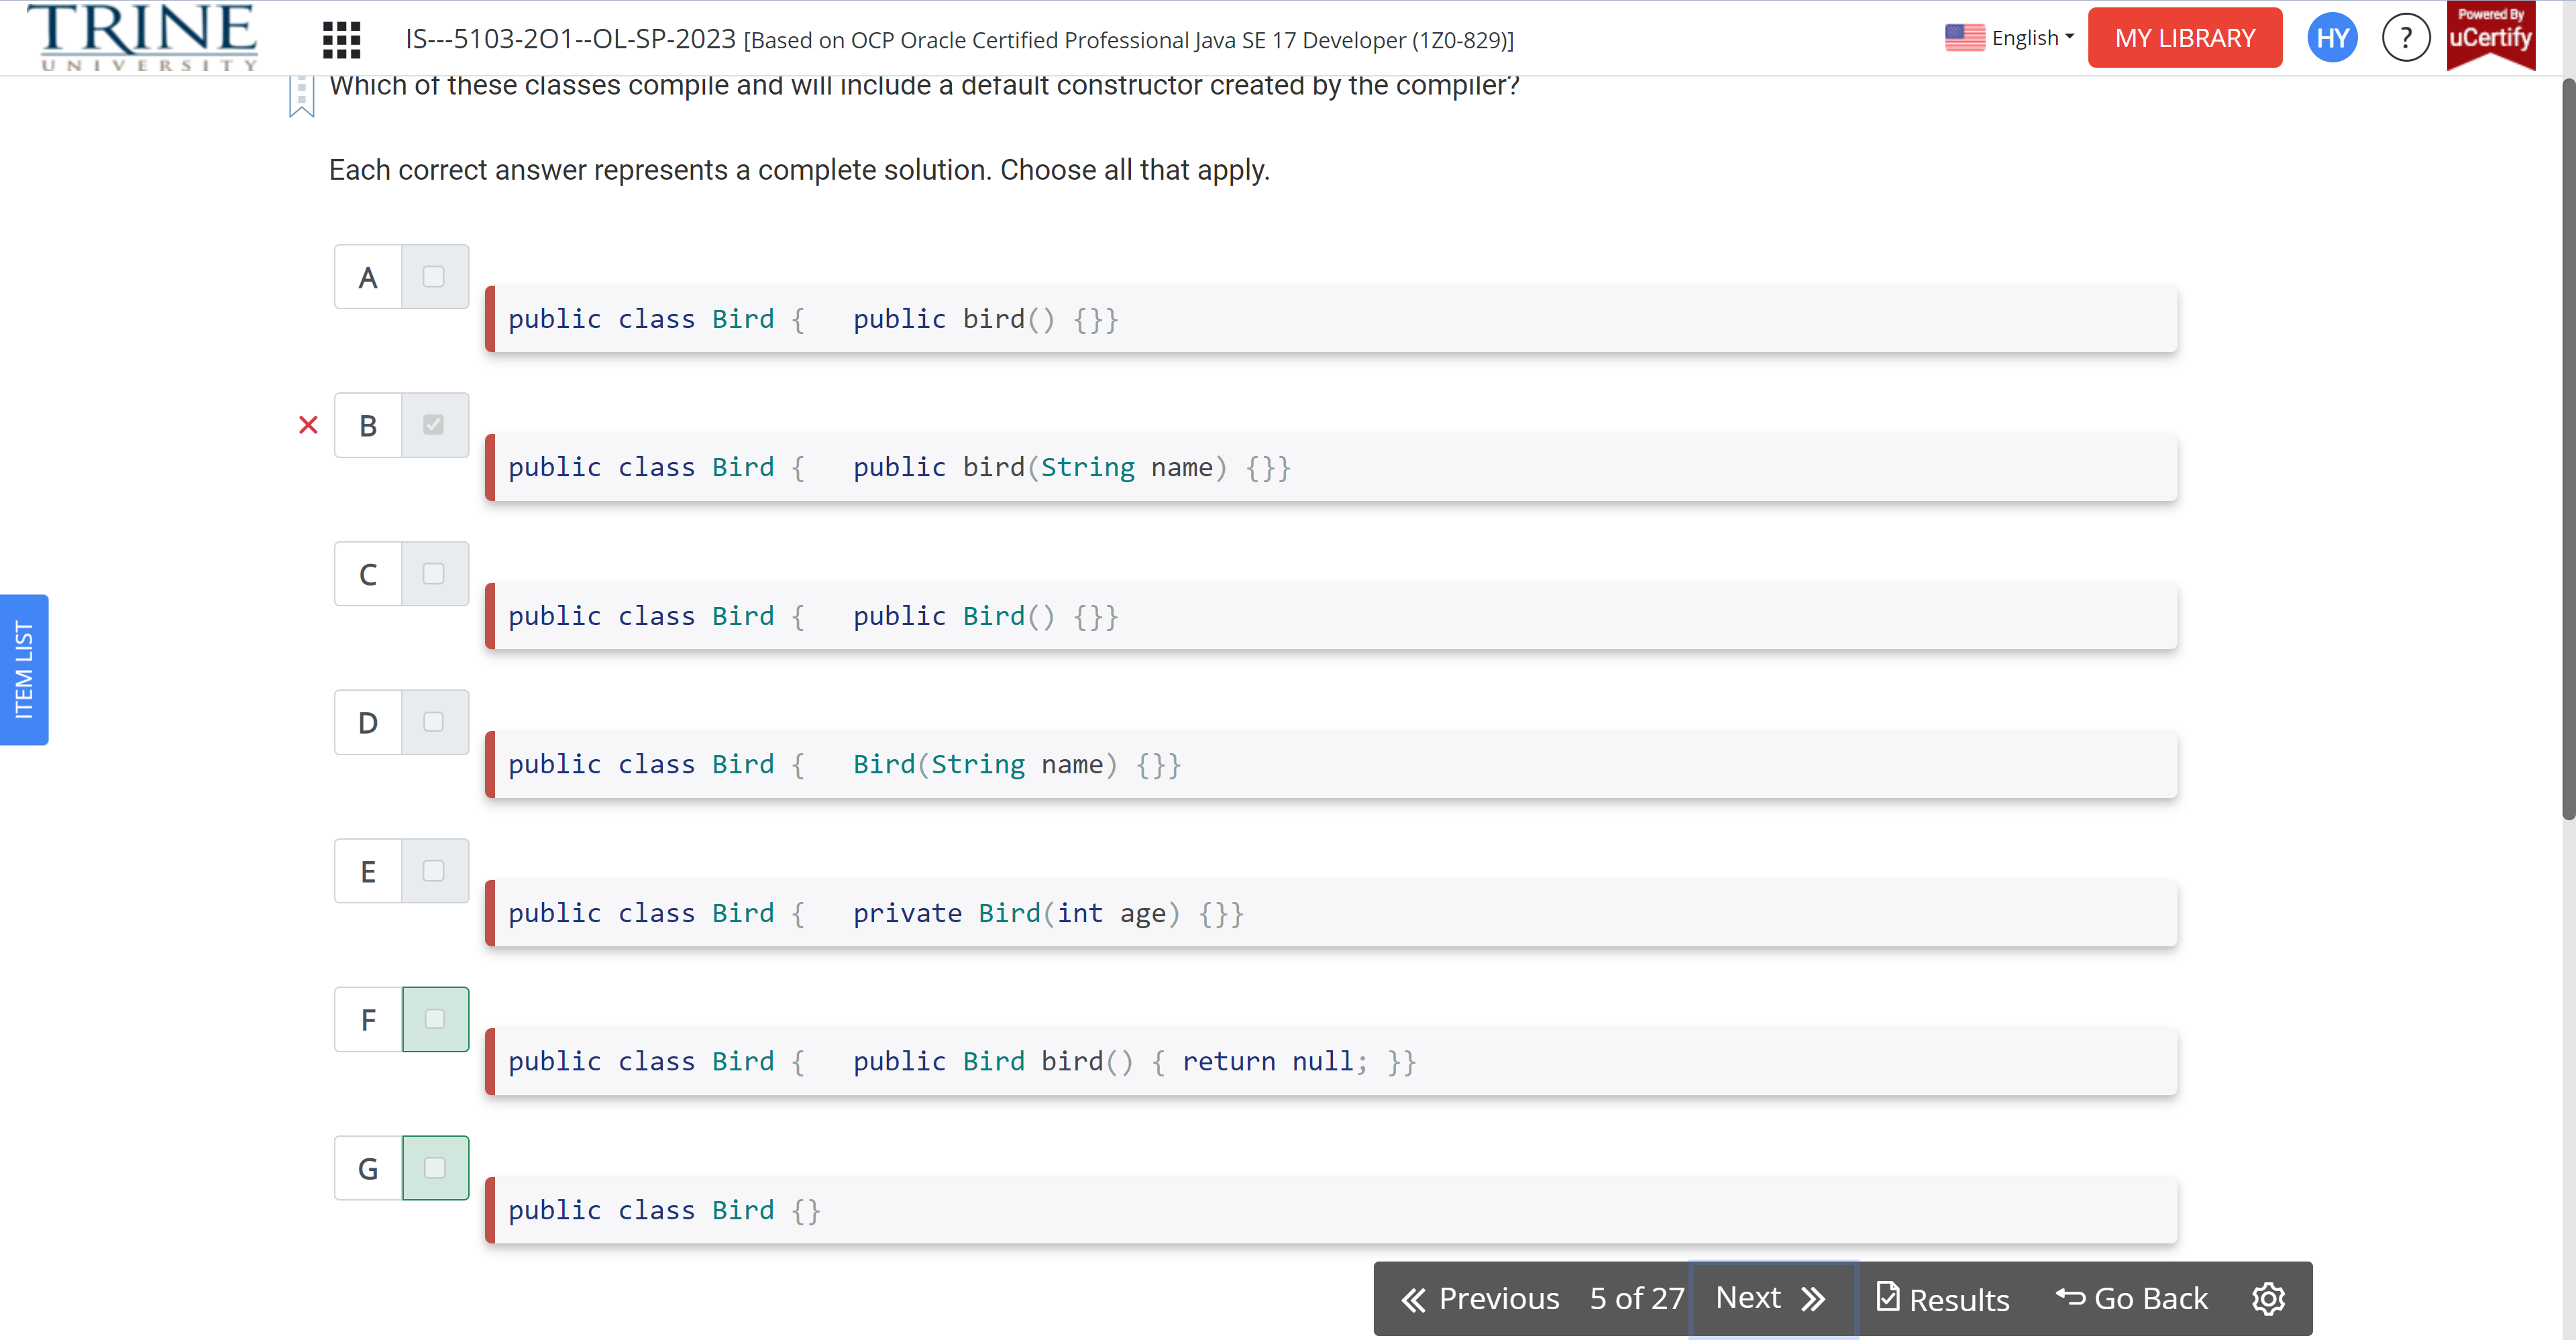 TRINE
UNIVERSITY
IS---5103-2O1--OL-SP-2023 [Based on OCP Oracle Certified Professional Java SE 17 Developer (1Z0-829)]
English
MY LIBRARY
HY
?
Powered By
uCertify
Which of these classes compile and will include a default constructor created by the compiler?
Each correct answer represents a complete solution. Choose all that apply.
A
public class Bird {   public bird() {}}
B
public class Bird {   public bird(String name) {}}
C
public class Bird {   public Bird() {}}
D
public class Bird {   Bird(String name) {}}
E
public class Bird {   private Bird(int age) {}}
F
public class Bird {   public Bird bird() { return null; }}
G
public class Bird {}
ITEM LIST
Previous 5 of 27 Next Results Go Back